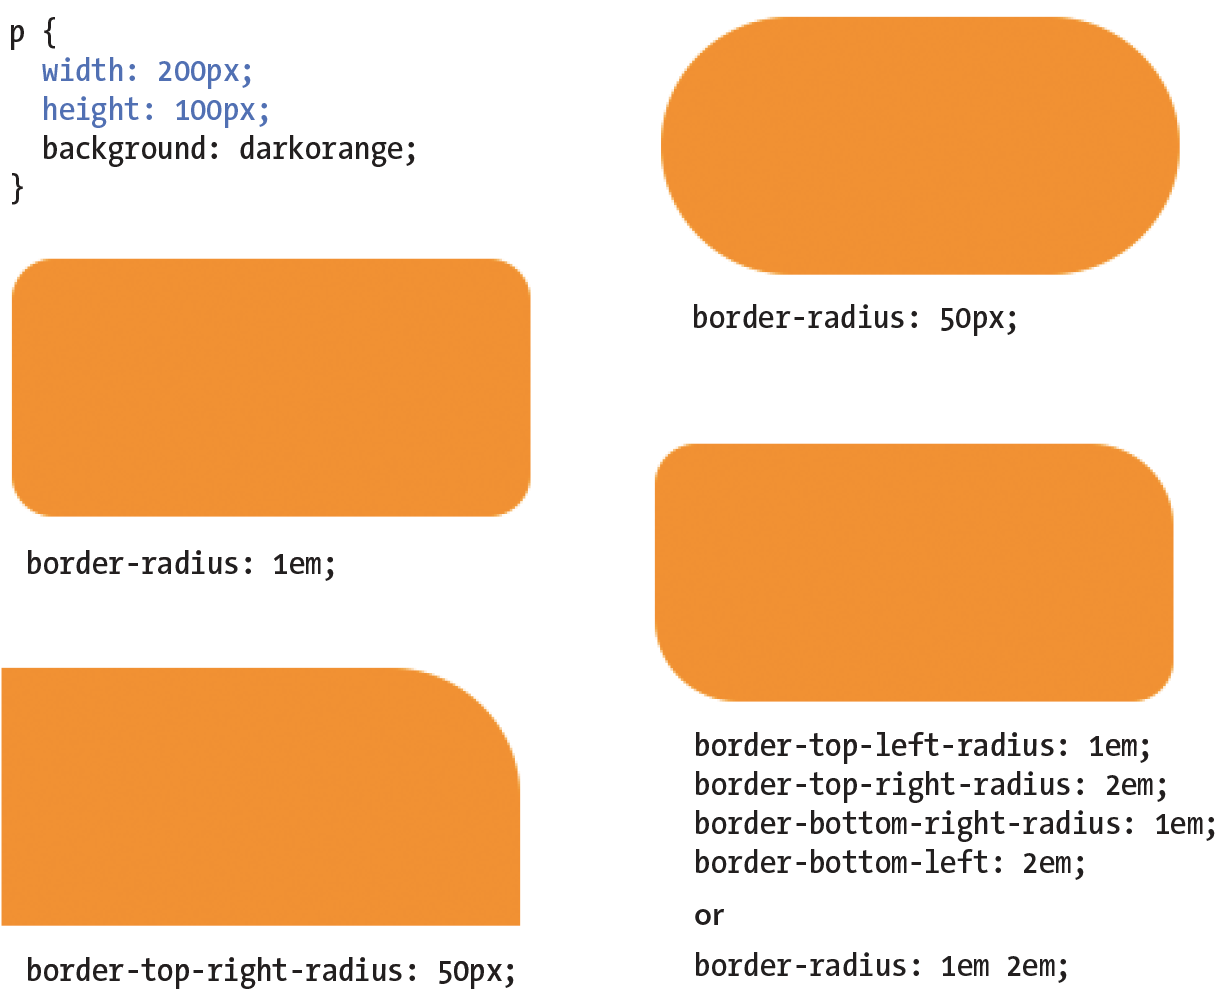 p {
  width: 200px;
  height: 100px;
  background: darkorange;
}
border-radius: 1em;
border-top-right-radius: 50px;
border-radius: 50px;
border-top-left-radius: 1em;
border-top-right-radius: 2em;
border-bottom-right-radius: 1em;
border-bottom-left: 2em;
or
border-radius: 1em 2em;